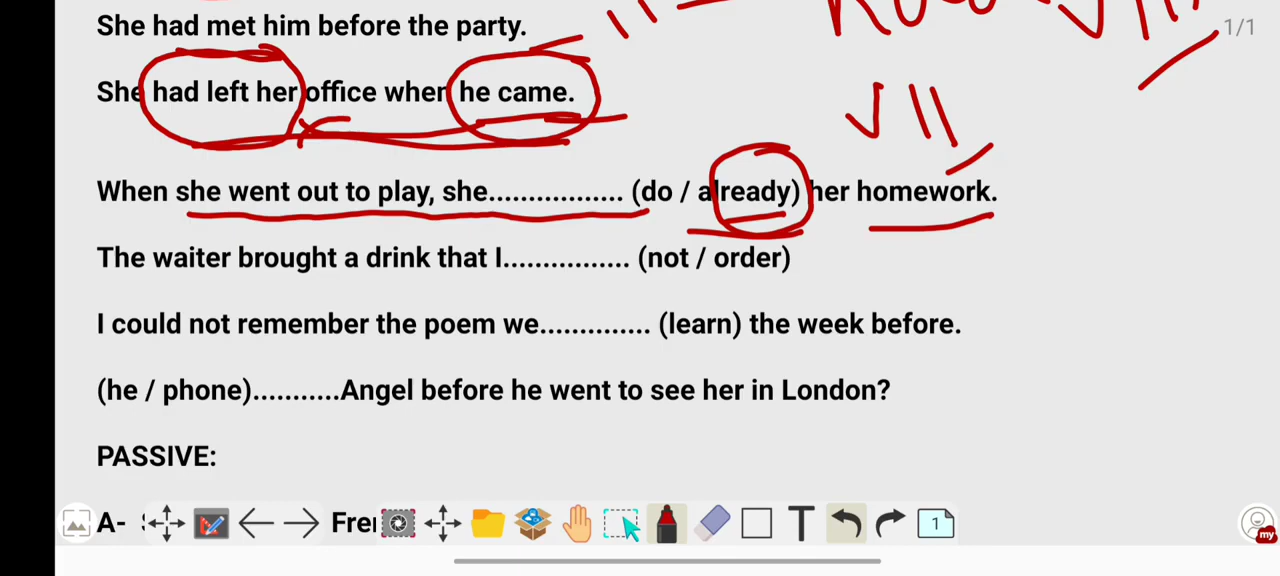 She had met him before the party.
1/1
She had left her office when he came.
When she went out to play, she................ (do / already) her homework.
The waiter brought a drink that I................ (not / order)
I could not remember the poem we.............. (learn) the week before.
(he / phone)...........Angel before he went to see her in London?
PASSIVE:
A-
T
1
my